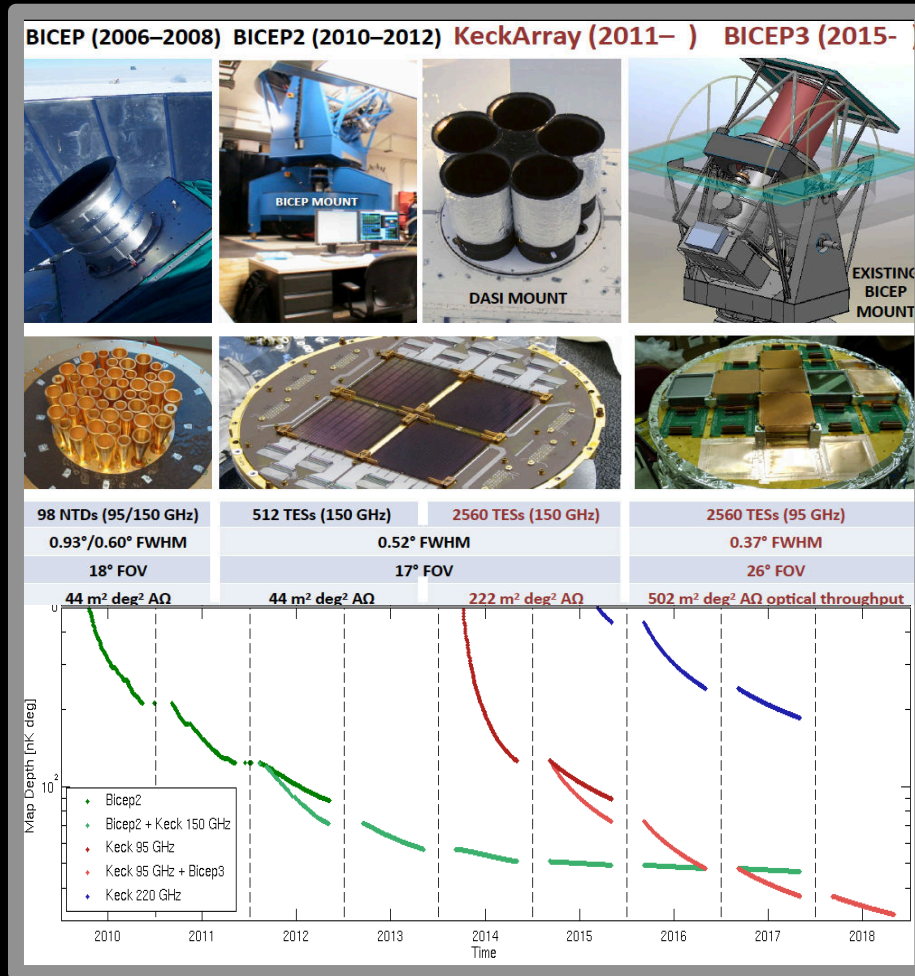 BICEP (2006–2008) BICEP2 (2010–2012) KeckArray (2011– ) BICEP3 (2015- )
BICEP MOUNT
DASI MOUNT
EXISTING
BICEP
MOUNT
98 NTDs (95/150 GHz) 512 TESs (150 GHz) 2560 TESs (150 GHz) 2560 TESs (95 GHz)
0.93°/0.60° FWHM 0.52° FWHM 0.37° FWHM
18° FOV 17° FOV 26° FOV
44 m² deg² AΩ 44 m² deg² AΩ 222 m² deg² AΩ 502 m² deg² AΩ optical throughput
Map Depth [nK deg]
10²
Bicep2
Bicep2 + Keck 150 GHz
Keck 95 GHz
Keck 95 GHz + Bicep3
Keck 220 GHz
2010 2011 2012 2013 2014 2015 2016 2017 2018
Time